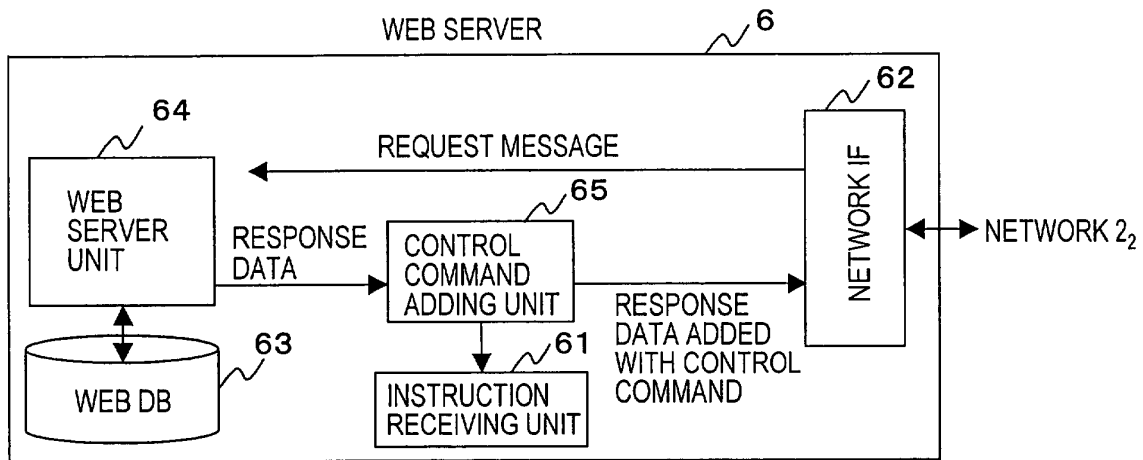 WEB SERVER
6
62
64
REQUEST MESSAGE
65
WEB
SERVER
UNIT
RESPONSE
DATA
CONTROL
COMMAND
ADDING UNIT
NETWORK IF
NETWORK 2₂
RESPONSE
DATA ADDED
WITH CONTROL
COMMAND
63
61
WEB DB
INSTRUCTION
RECEIVING UNIT